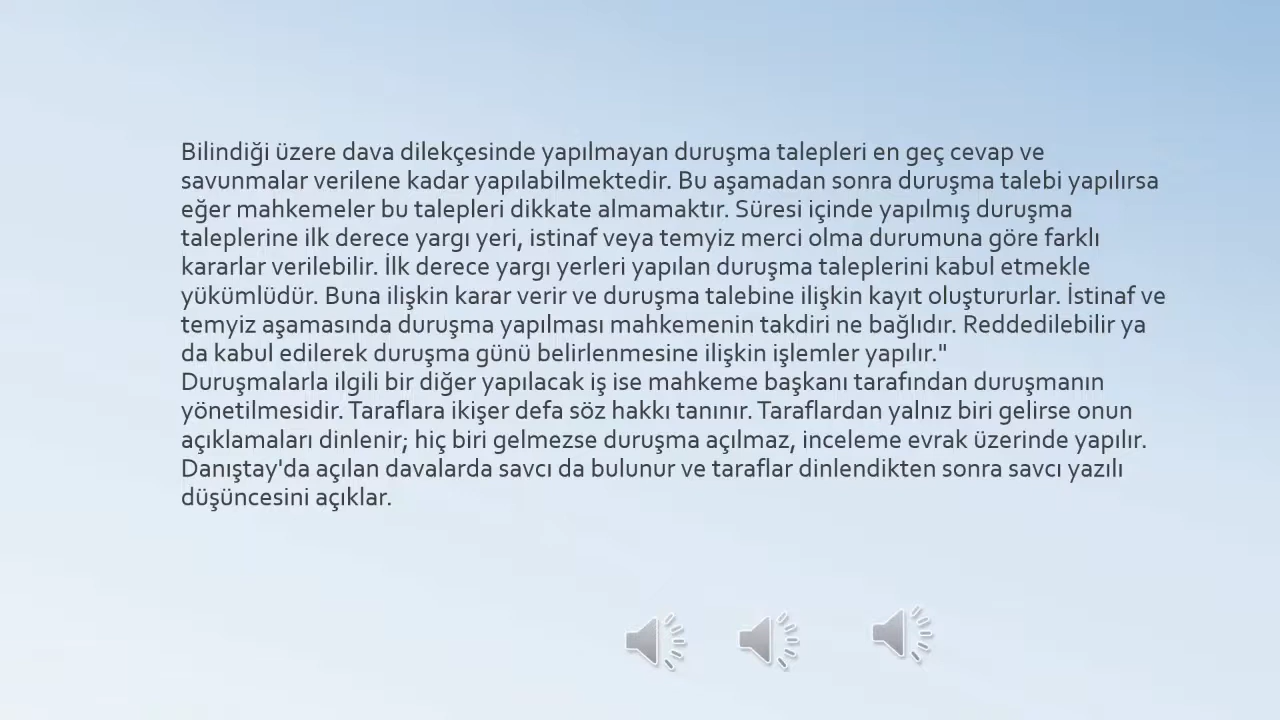 Bilindiği üzere dava dilekçesinde yapılmayan duruşma talepleri en geç cevap ve
savunmalar verilene kadar yapılabilmektedir. Bu aşamadan sonra duruşma talebi yapılırsa
eğer mahkemeler bu talepleri dikkate almamaktır. Süresi içinde yapılmış duruşma
taleplerine ilk derece yargı yeri, istinaf veya temyiz merci olma durumuna göre farklı
kararlar verilebilir. İlk derece yargı yerleri yapılan duruşma taleplerini kabul etmekle
yükümlüdür. Buna ilişkin karar verir ve duruşma talebine ilişkin kayıt oluştururlar. İstinaf ve
temyiz aşamasında duruşma yapılması mahkemenin takdiri ne bağlıdır. Reddedilebilir ya
da kabul edilerek duruşma günü belirlenmesine ilişkin işlemler yapılır."
Duruşmalarla ilgili bir diğer yapılacak iş ise mahkeme başkanı tarafından duruşmanın
yönetilmesidir. Taraflara ikişer defa söz hakkı tanınır. Taraflardan yalnız biri gelirse onun
açıklamaları dinlenir; hiç biri gelmezse duruşma açılmaz, inceleme evrak üzerinde yapılır.
Danıştay'da açılan davalarda savcı da bulunur ve taraflar dinlendikten sonra savcı yazılı
düşüncesini açıklar.